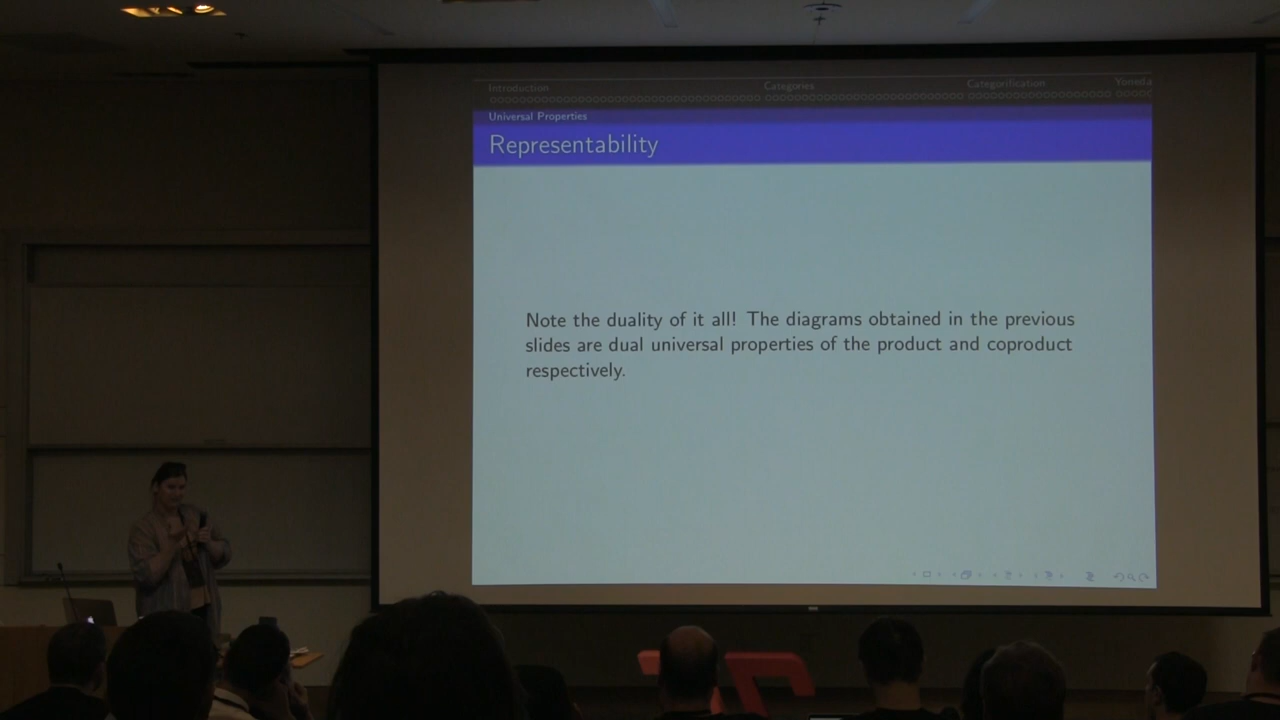 Introduction Categories Categorification Yoneda
Universal Properties
Representability
Note the duality of it all! The diagrams obtained in the previous
slides are dual universal properties of the product and coproduct
respectively.